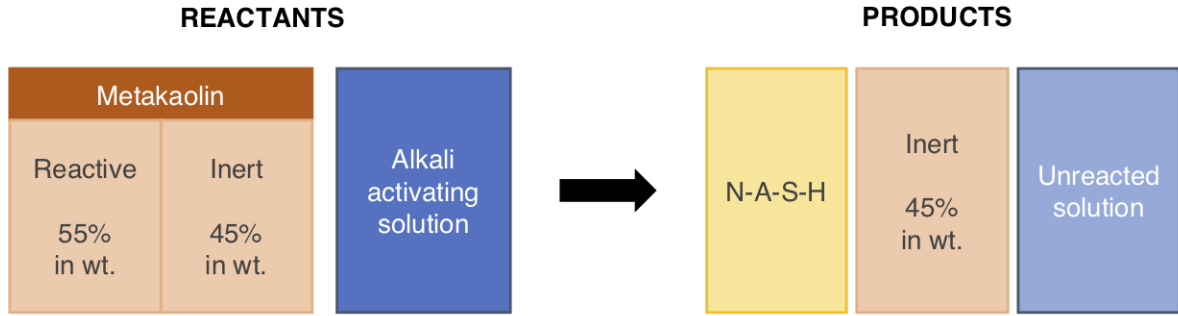 REACTANTS
Metakaolin
Reactive
55%
in wt.
Inert
45%
in wt.
Alkali
activating
solution
PRODUCTS
N-A-S-H
Inert
45%
in wt.
Unreacted
solution